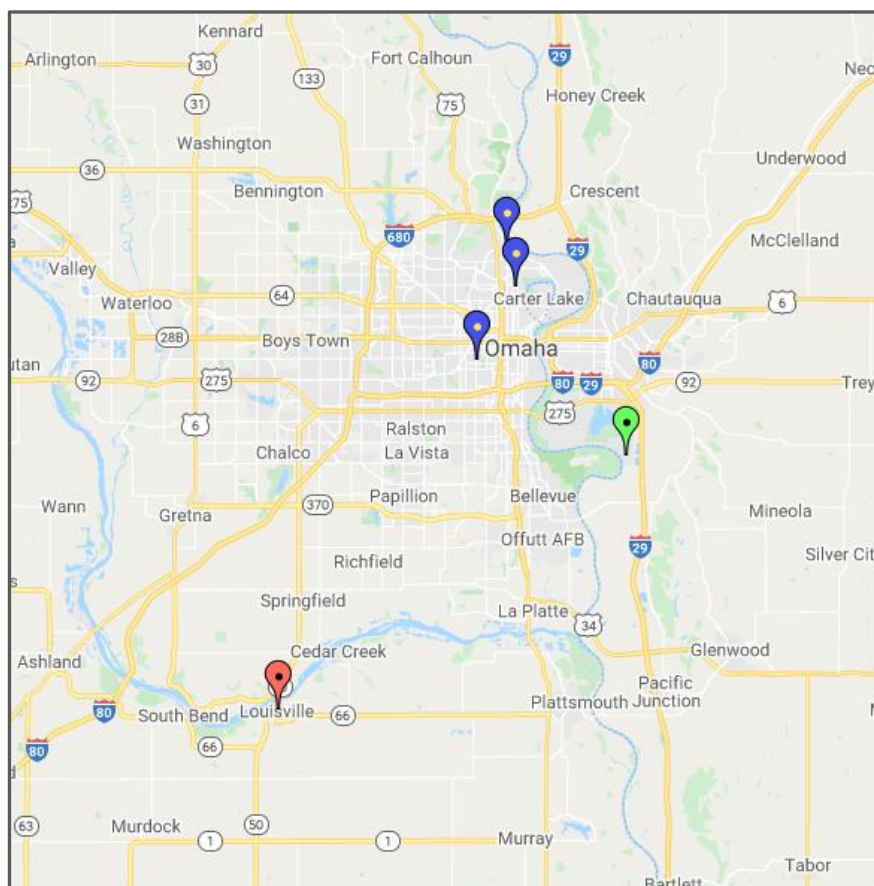 Kennard
Arlington
30
Fort Calhoun
29
133
31
75
Honey Creek
Neo
Washington
Underwood
36
Bennington
Crescent
275
680
McClelland
29
Valley
Waterloo
64
Carter Lake
Chautauqua
6
28B
Boys Town
Omaha
80
utan
92
275
80
29
92
Trey
6
Ralston
275
Chalco
La Vista
Wann
370
Papillion
Bellevue
Mineola
Gretna
Offutt AFB
29
Silver Cit
Richfield
s
Springfield
La Platte
34
Ashland
Cedar Creek
Glenwood
Pacific
Junction
80
South Bend
Louisville
66
Plattsmouth
80
66
d
63
Murdock
50
1
1
Murray
Tabor
Bartlett